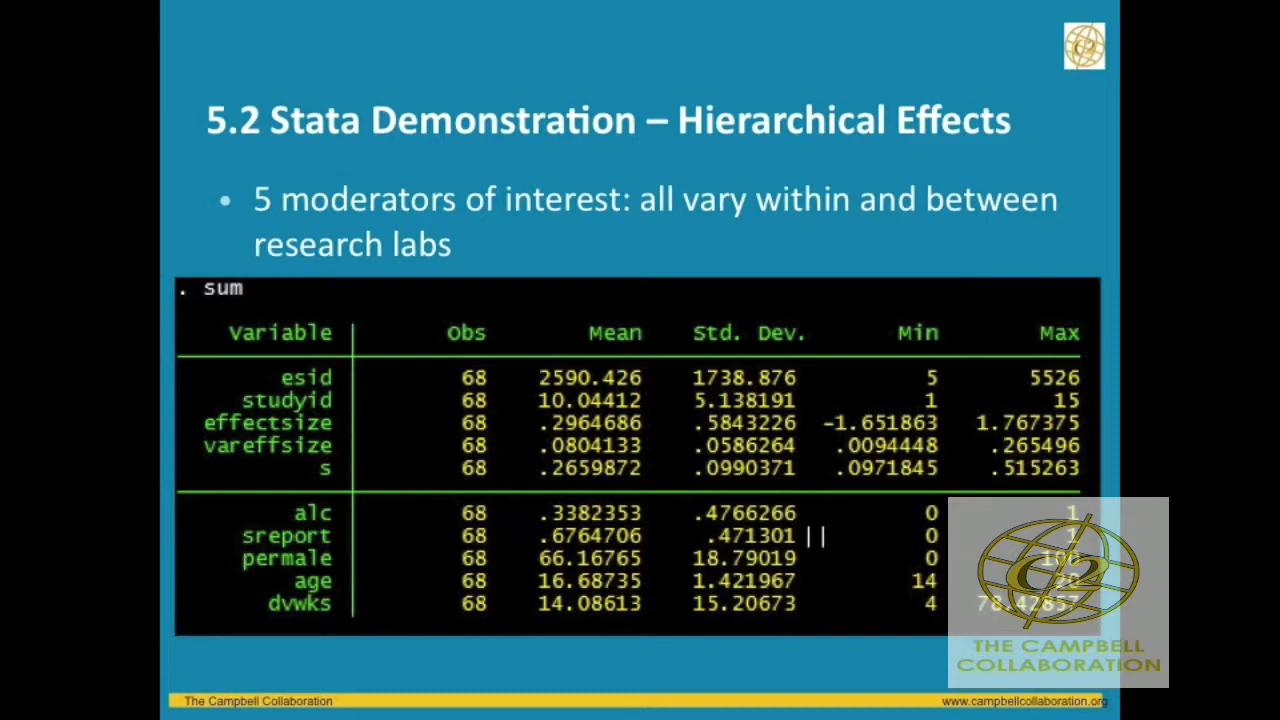 5.2 Stata Demonstration – Hierarchical Effects
• 5 moderators of interest: all vary within and between
research labs
. sum
Variable Obs Mean Std. Dev. Min Max
esid 68 2590.426 1738.876 5 5526
studyid 68 10.04412 5.138191 1 15
effectsize 68 .2964686 .5843226 -1.651863 1.767375
vareffsize 68 .0804133 .0586264 .0094448 .265496
s 68 .2659872 .0990371 .0971845 .515263
alc 68 .3382353 .4766266 0 1
sreport 68 .6764706 .471301 0 1
permale 68 66.16765 18.79019 0 100
age 68 16.68735 1.421967 14 20
dvwks 68 14.08613 15.20673 4 78.42857
THE CAMPBELL
COLLABORATION
The Campbell Collaboration www.campbellcollaboration.org